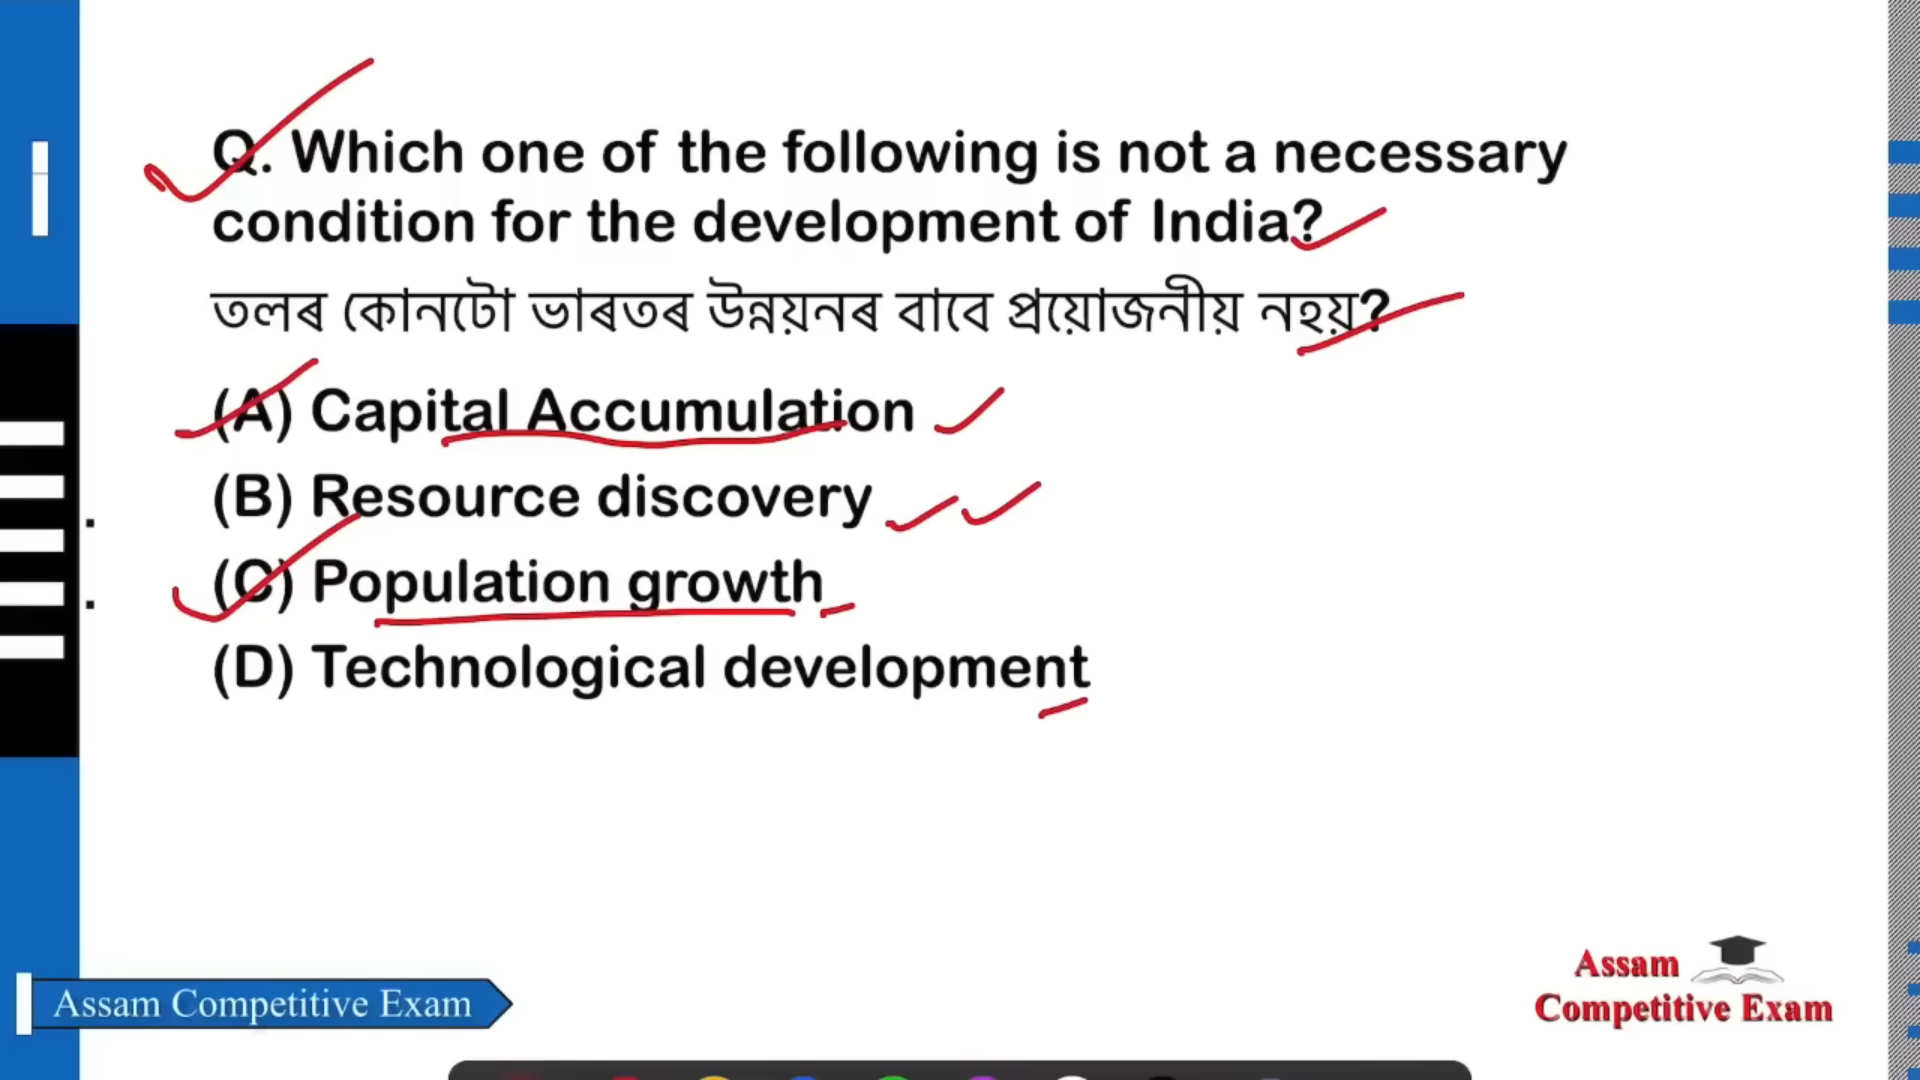 Q. Which one of the following is not a necessary
condition for the development of India?
তলৰ কোনটো ভাৰতৰ উন্নয়নৰ বাবে প্ৰয়োজনীয় নহয়?
(A) Capital Accumulation
(B) Resource discovery
(C) Population growth
(D) Technological development
Assam Competitive Exam
Assam
Competitive Exam